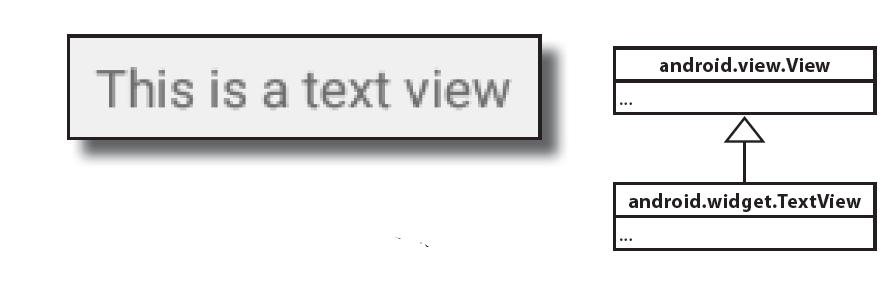 This is a text view
android.view.View
...
android.widget.TextView
...